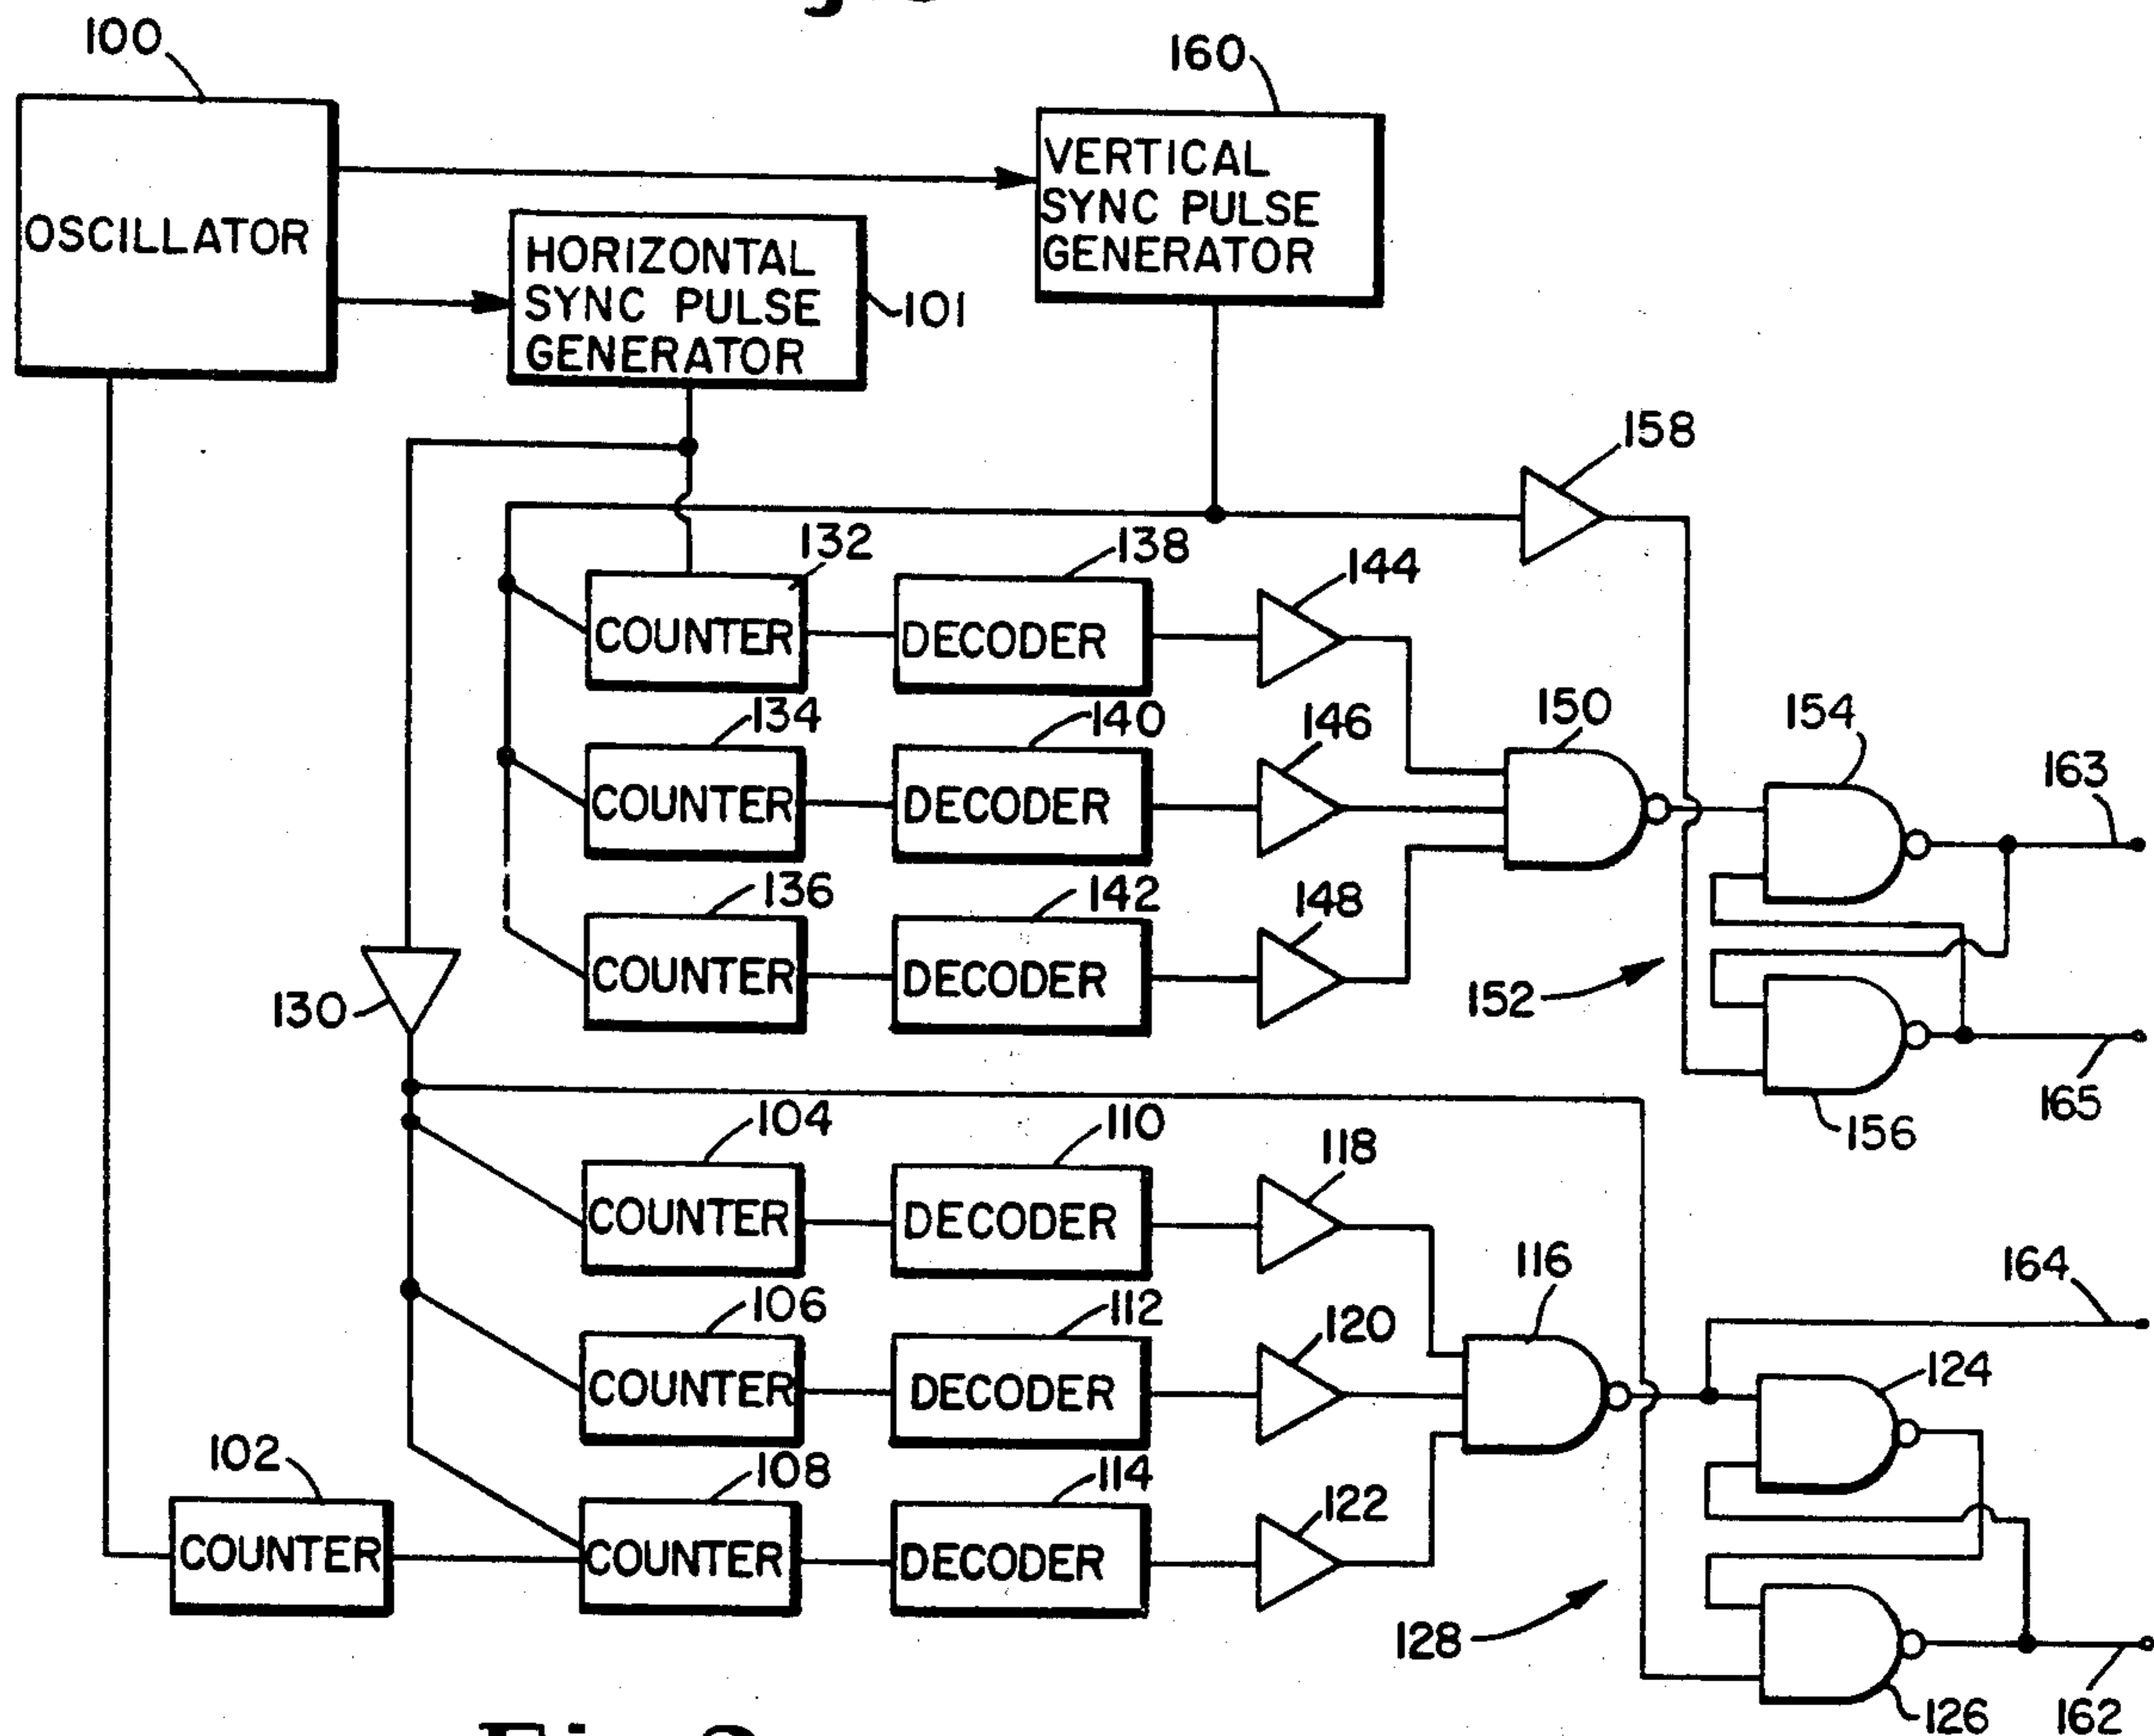 100
160
OSCILLATOR
VERTICAL
SYNC PULSE
GENERATOR
HORIZONTAL
SYNC PULSE
GENERATOR
101
158
132
138
144
COUNTER
DECODER
134
140
146
150
154
163
COUNTER
DECODER
136
142
148
COUNTER
DECODER
152
130
165
156
104
110
118
COUNTER
DECODER
116
164
106
112
120
124
COUNTER
DECODER
102
108
114
122
COUNTER
COUNTER
DECODER
128
126
162